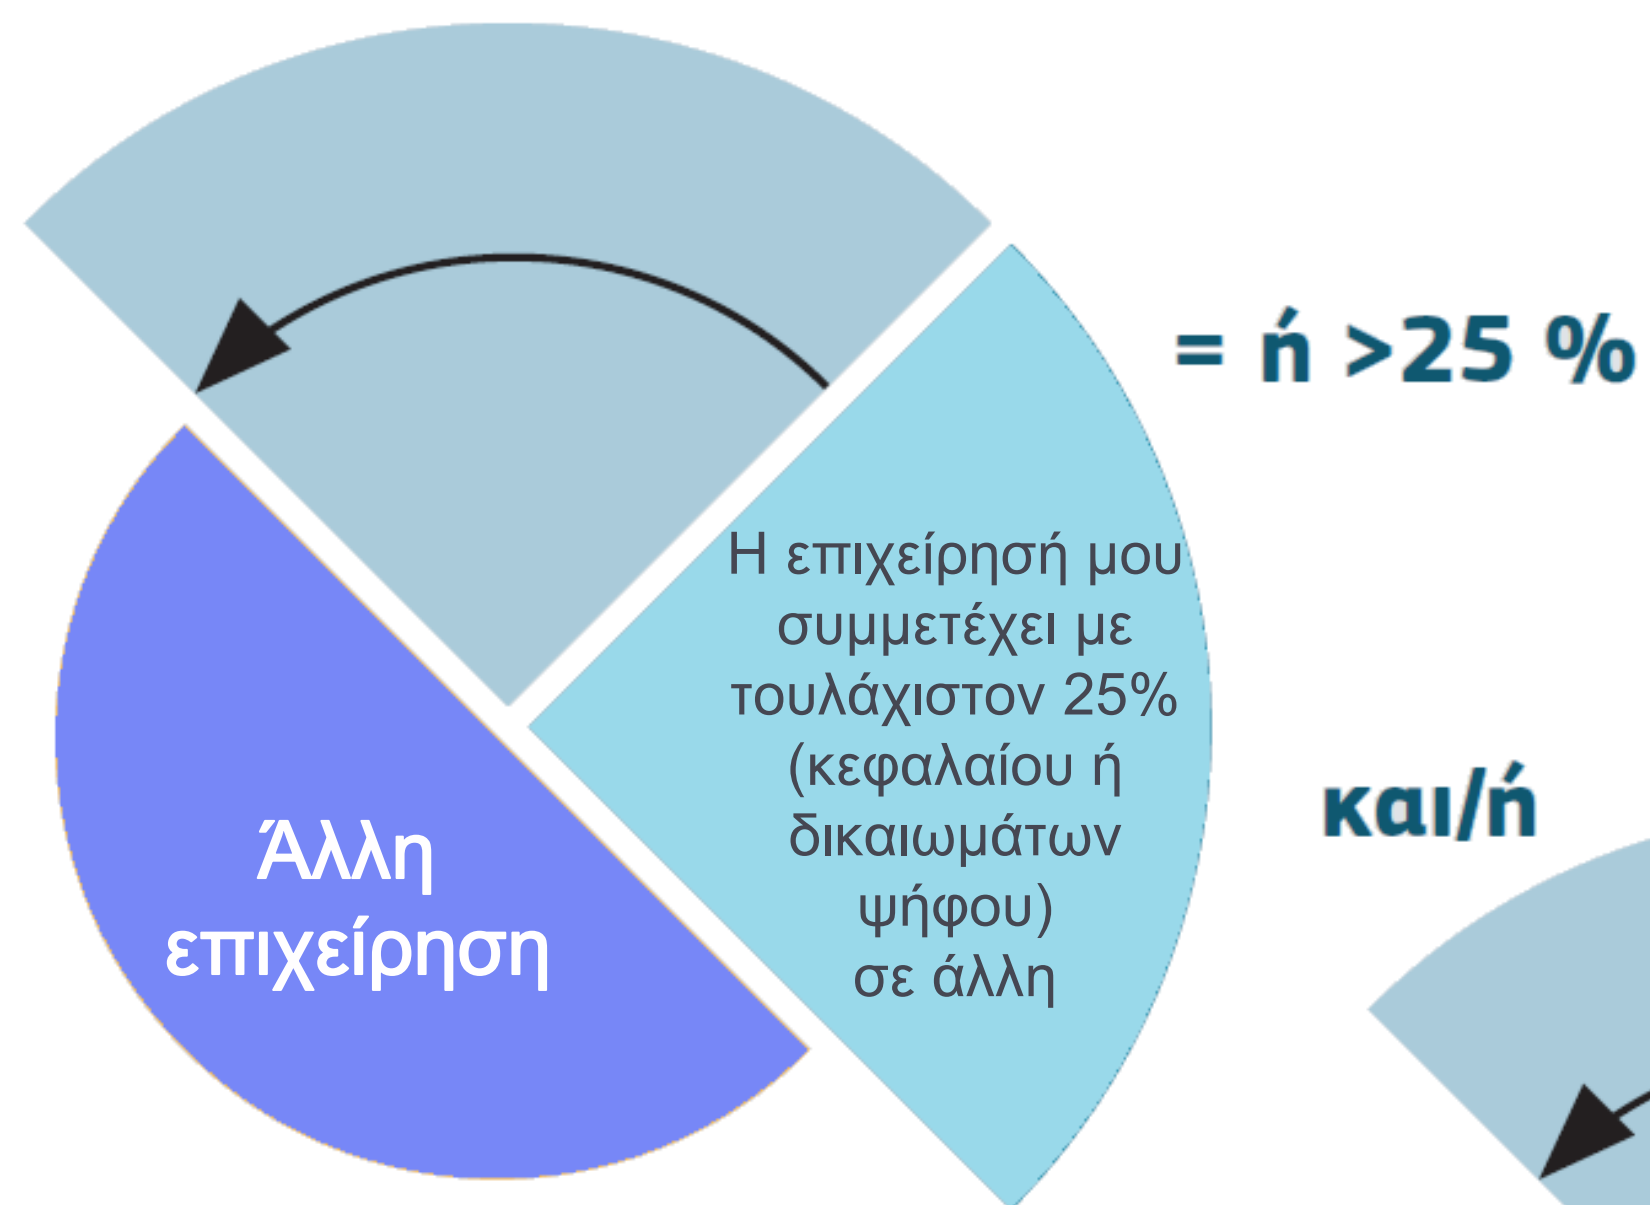 = ή >25 %
Η επιχείρησή μου
συμμετέχει με
τουλάχιστον 25%
(κεφαλαίου ή
δικαιωμάτων
ψήφου)
σε άλλη
Άλλη
επιχείρηση
και/ή